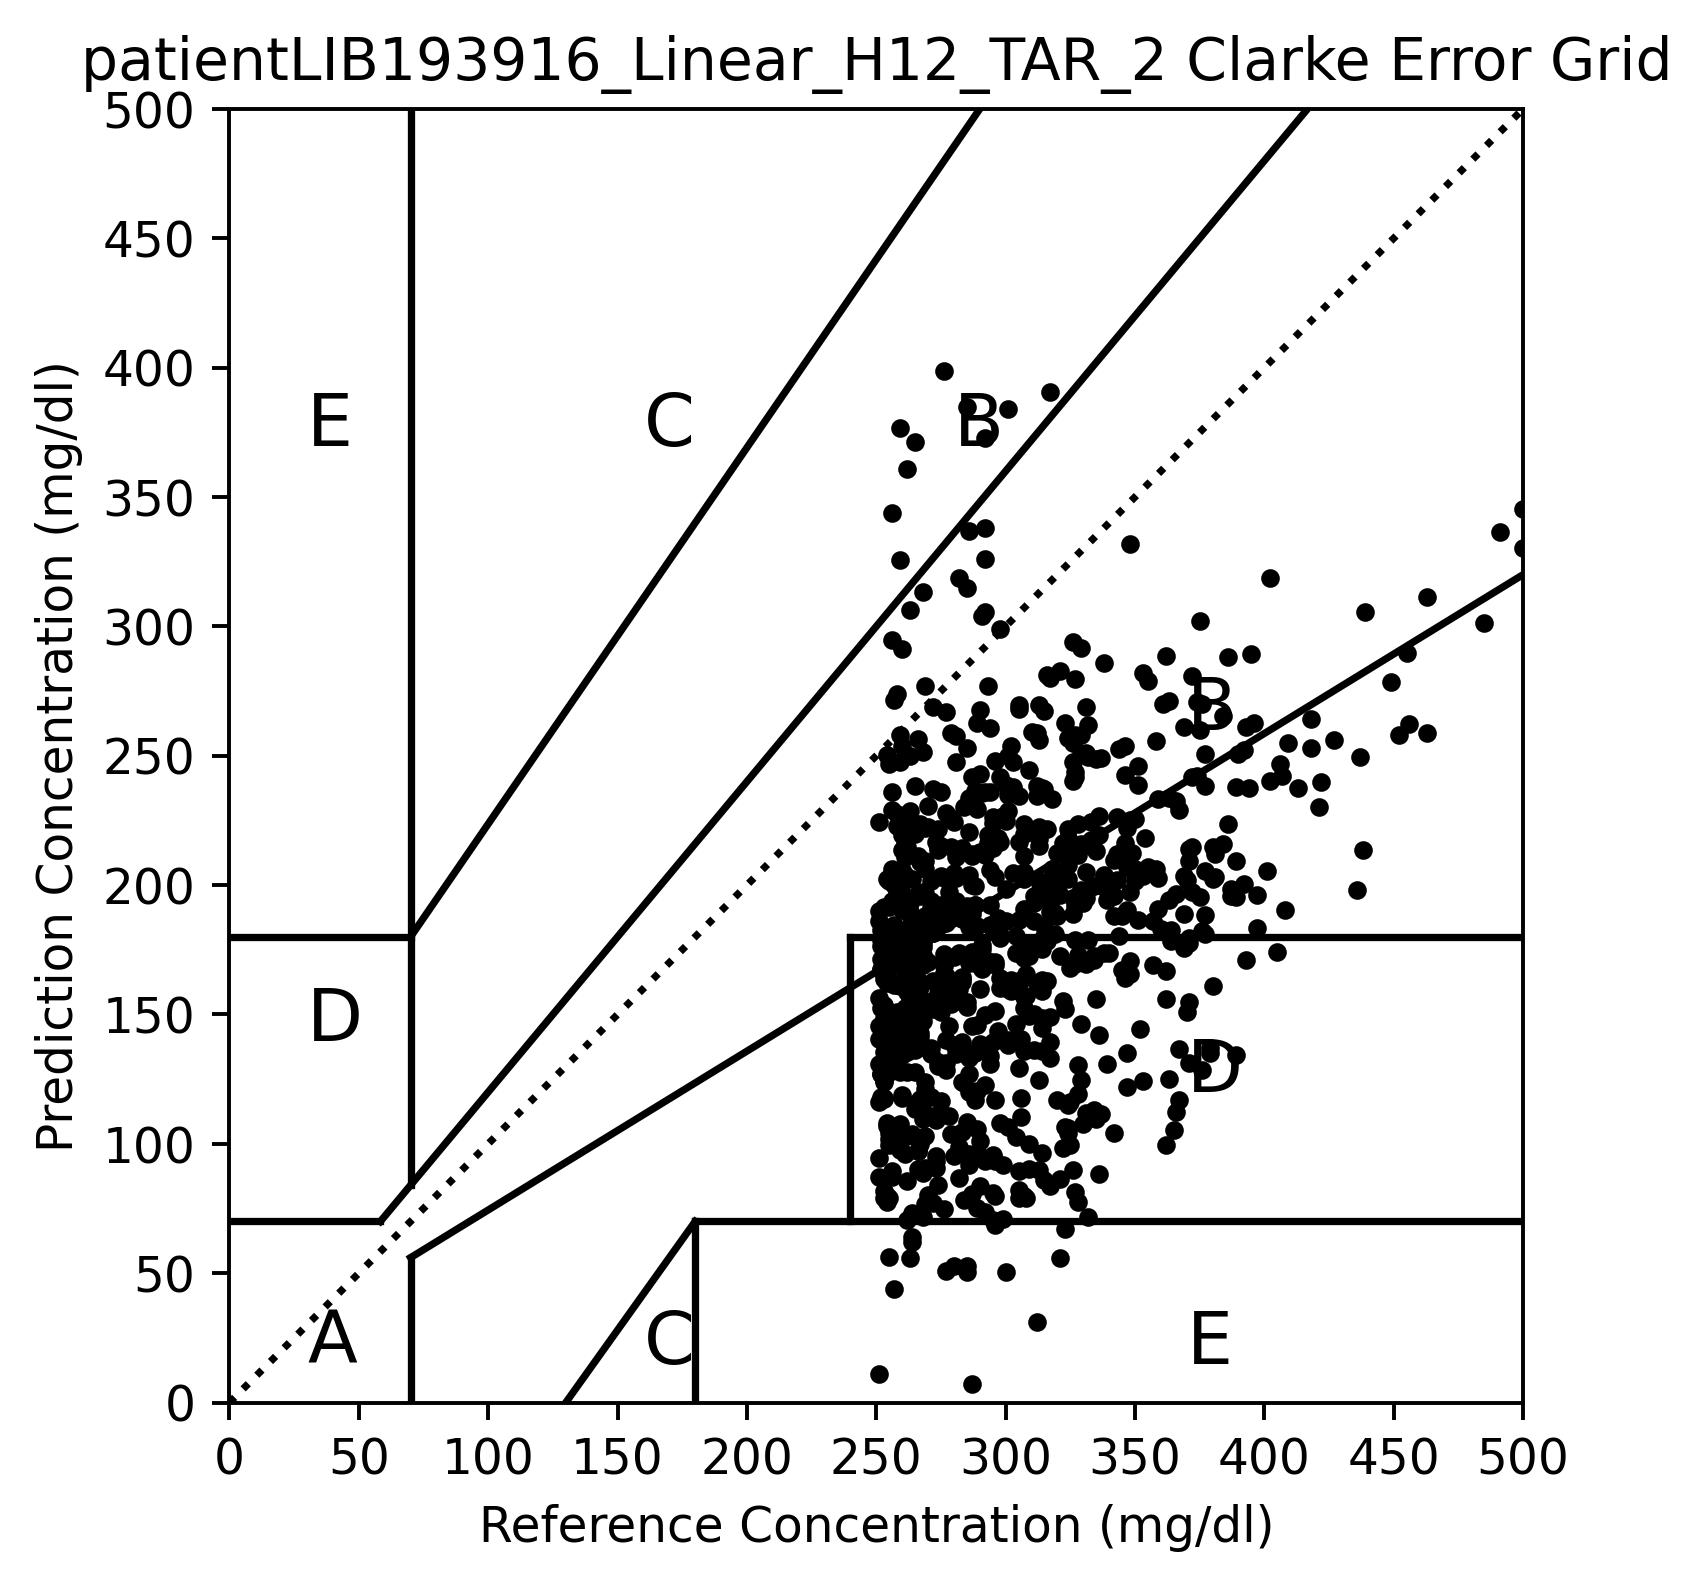 patientLIB193916_Linear_H12_TAR_2 Clarke Error Grid
500
450
400
350
300
250
200
150
100
50
0
Prediction Concentration (mg/dl)
E
C
B
B
D
D
A
C
E
0 50 100 150 200 250 300 350 400 450 500
Reference Concentration (mg/dl)